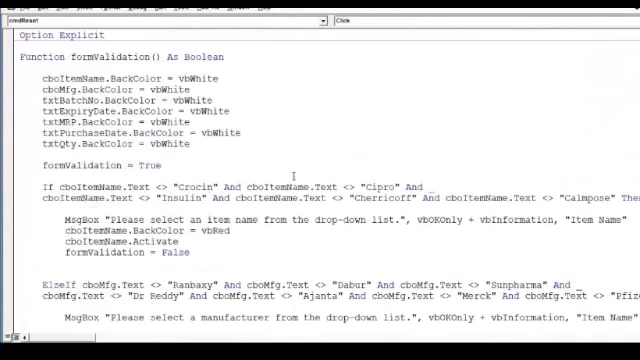 cmdReset
Click
Option Explicit
Function formValidation() As Boolean
cboItemName.BackColor = vbWhite
cboMfg.BackColor = vbWhite
txtBatchNo.BackColor = vbWhite
txtExpiryDate.BackColor = vbWhite
txtMRP.BackColor = vbWhite
txtPurchaseDate.BackColor = vbWhite
txtQty.BackColor = vbWhite
formValidation = True
If cboItemName.Text <> "Crocin" And cboItemName.Text <> "Cipro" And _
cboItemName.Text <> "Insulin" And cboItemName.Text <> "Cherricoff" And cboItemName.Text <> "Calmpose" The
MsgBox "Please select an item name from the drop-down list.", vbOKOnly + vbInformation, "Item Name"
cboItemName.BackColor = vbRed
cboItemName.Activate
formValidation = False
ElseIf cboMfg.Text <> "Ranbaxy" And cboMfg.Text <> "Dabur" And cboMfg.Text <> "Sunpharma" And _
cboMfg.Text <> "Dr Reddy" And cboMfg.Text <> "Ajanta" And cboMfg.Text <> "Merck" And cboMfg.Text <> "Pfize
MsgBox "Please select a manufacturer from the drop-down list.", vbOKOnly + vbInformation, "Item Name"